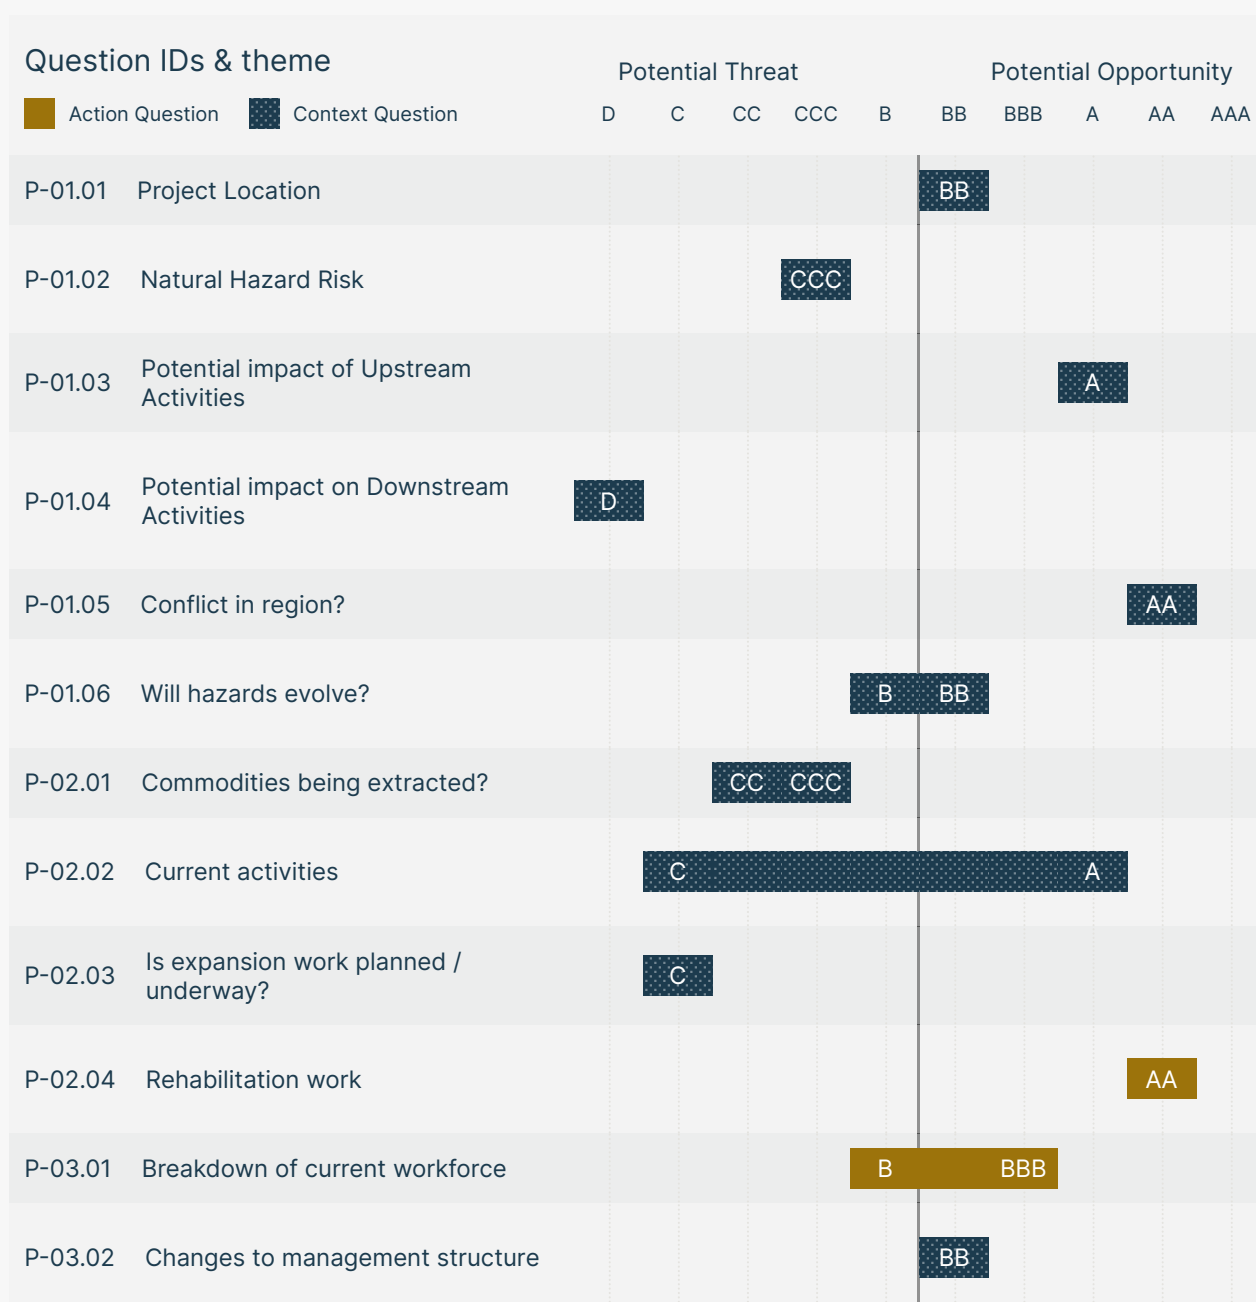 Question IDs & theme
Potential Threat Potential Opportunity
Action Question Context Question D C CC CCC B BB BBB A AA AAA
P-01.01 Project Location BB
P-01.02 Natural Hazard Risk CCC
P-01.03 Potential impact of Upstream
Activities A
P-01.04 Potential impact on Downstream
Activities D
P-01.05 Conflict in region? AA
P-01.06 Will hazards evolve? B BB
P-02.01 Commodities being extracted? CC CCC
P-02.02 Current activities C A
P-02.03 Is expansion work planned /
underway? C
P-02.04 Rehabilitation work AA
P-03.01 Breakdown of current workforce B BBB
P-03.02 Changes to management structure BB